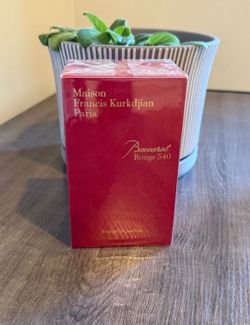 Maison
Francis Kurkdjian
Paris
Baccarat
Rouge 540